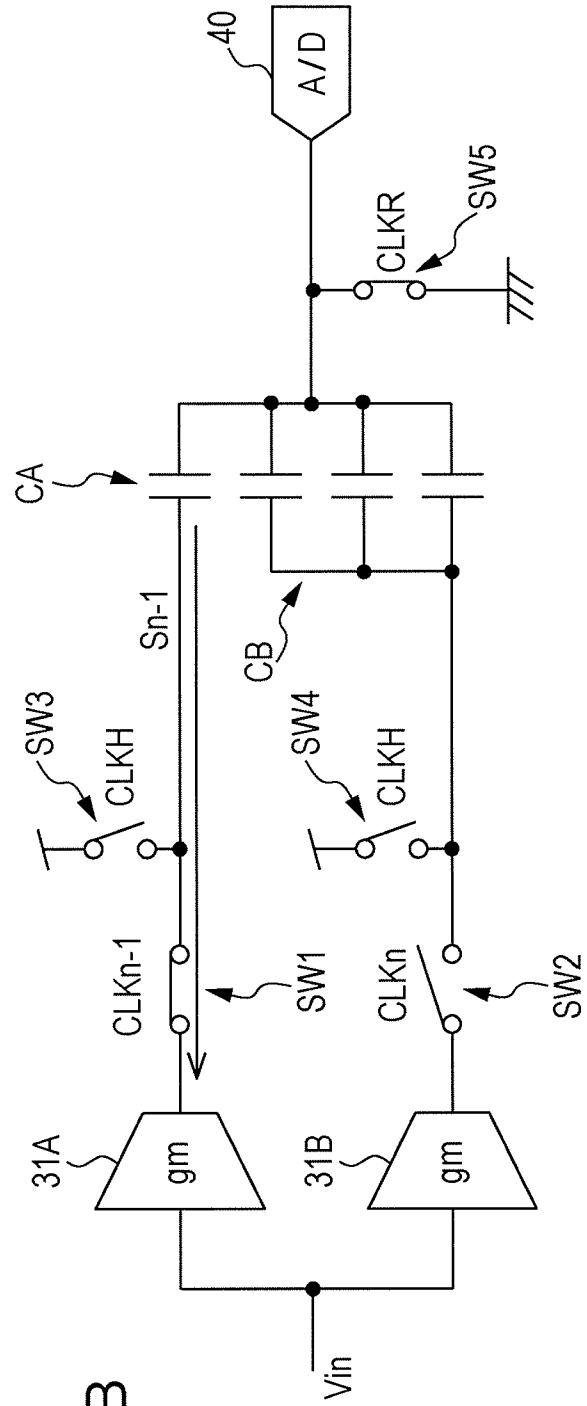 B
Vin
31A
gm
31B
gm
CLKn-1
SW1
CLKn
SW2
SW3
CLKH
SW4
CLKH
Sn-1
CA
CB
CLKR
SW5
40
A/D